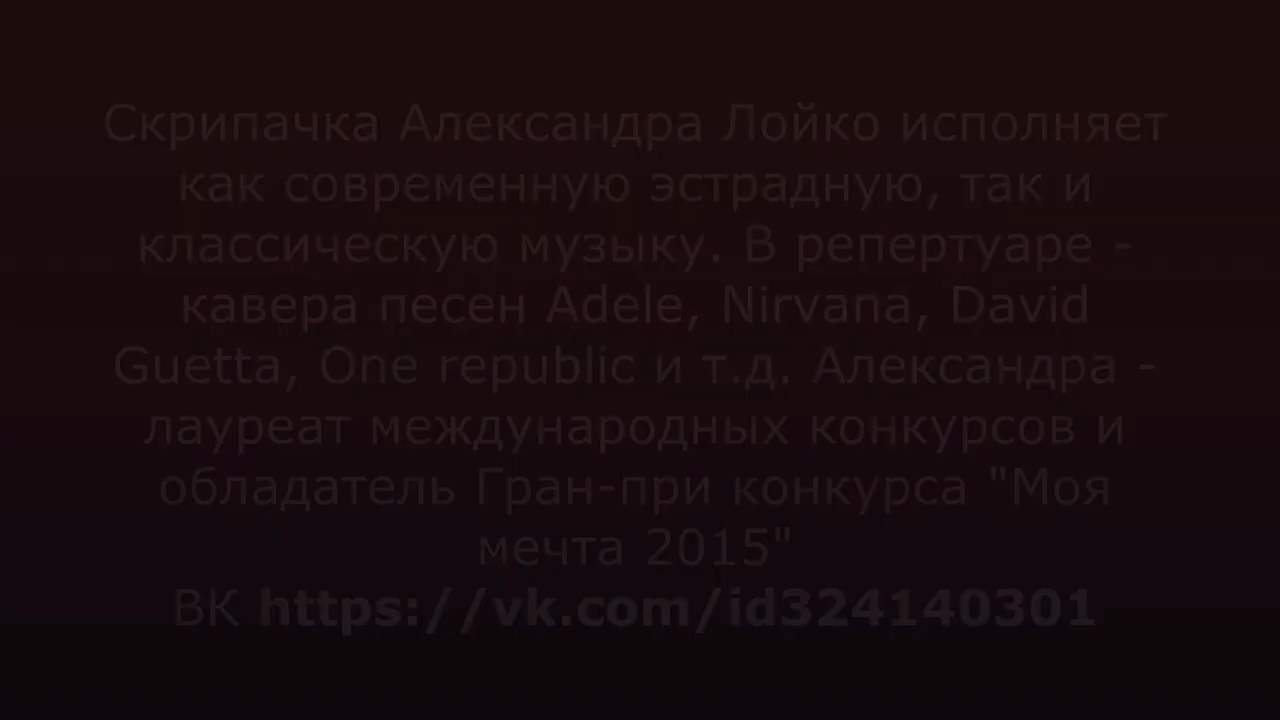 Скрипачка Александра Лойко исполняет
как современную эстрадную, так и
классическую музыку. В репертуаре -
кавера песен Adele, Nirvana, David
Guetta, One republic и т.д. Александра -
лауреат международных конкурсов и
обладатель Гран-при конкурса "Моя
мечта 2015"
ВК https://vk.com/id324140301